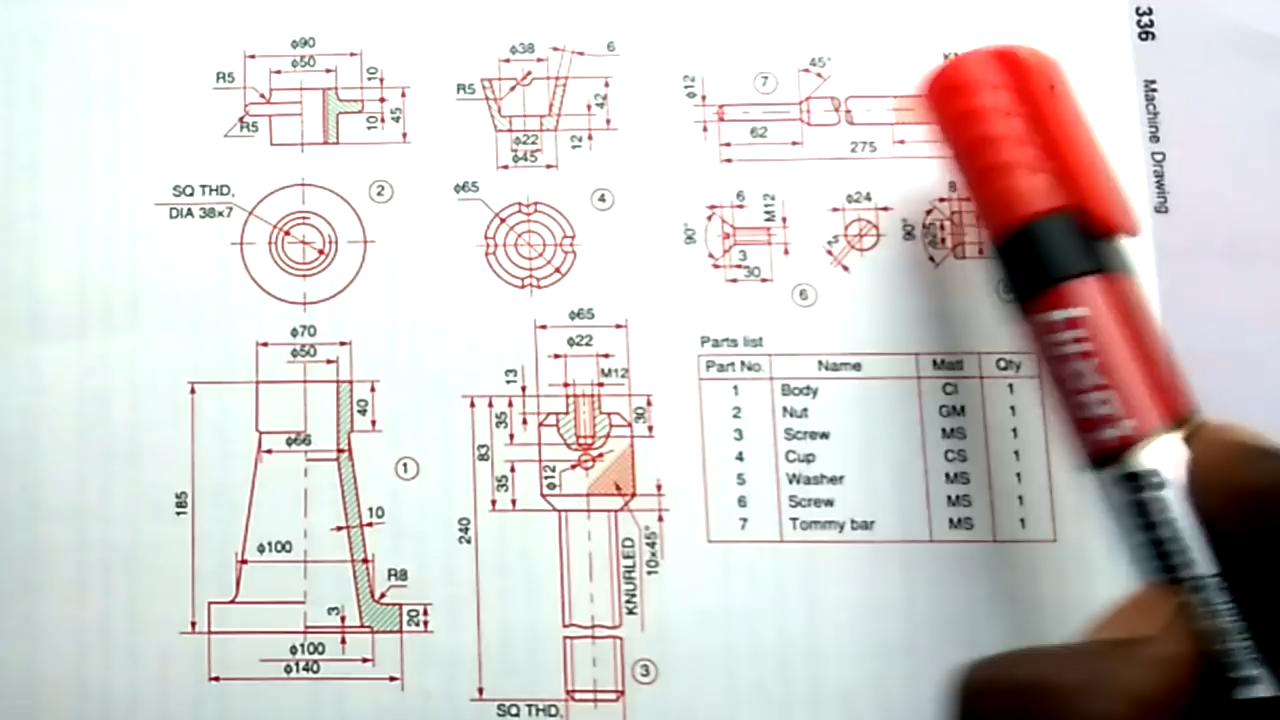 336
Machine Drawing
ϕ90
ϕ50
R5
R5
10
10
45
SQ THD,
DIA 38×7
2
ϕ38
6
R5
42
12
ϕ22
ϕ45
ϕ65
4
ϕ12
7
45°
62
275
6
M12
90°
3
30
6
ϕ24
2
8
90°
ϕ25
ϕ70
ϕ50
40
ϕ66
1
185
10
ϕ100
R8
3
20
ϕ100
ϕ140
ϕ65
ϕ22
M12
13
35
30
83
ϕ12
35
240
KNURLED
10×45°
3
SQ THD,
Parts list
Part No. Name Matl Qty
1 Body CI 1
2 Nut GM 1
3 Screw MS 1
4 Cup CS 1
5 Washer MS 1
6 Screw MS 1
7 Tommy bar MS 1